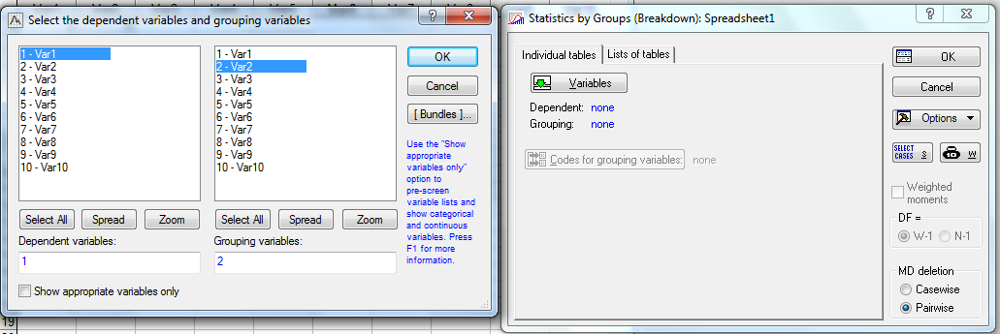 Select the dependent variables and grouping variables
1 - Var1
2 - Var2
3 - Var3
4 - Var4
5 - Var5
6 - Var6
7 - Var7
8 - Var8
9 - Var9
10 - Var10
1 - Var1
2 - Var2
3 - Var3
4 - Var4
5 - Var5
6 - Var6
7 - Var7
8 - Var8
9 - Var9
10 - Var10
OK
Cancel
[ Bundles ]...
Use the "Show
appropriate
variables only"
option to
pre-screen
variable lists and
show categorical
and continuous
variables. Press
F1 for more
information.
Select All Spread Zoom
Select All Spread Zoom
Dependent variables:
1
Grouping variables:
2
Show appropriate variables only
19
Statistics by Groups (Breakdown): Spreadsheet1
Individual tables Lists of tables
Variables
Dependent: none
Grouping: none
Codes for grouping variables: none
OK
Cancel
Options
SELECT
CASES S
W
Weighted
moments
DF =
W-1 N-1
MD deletion
Casewise
Pairwise